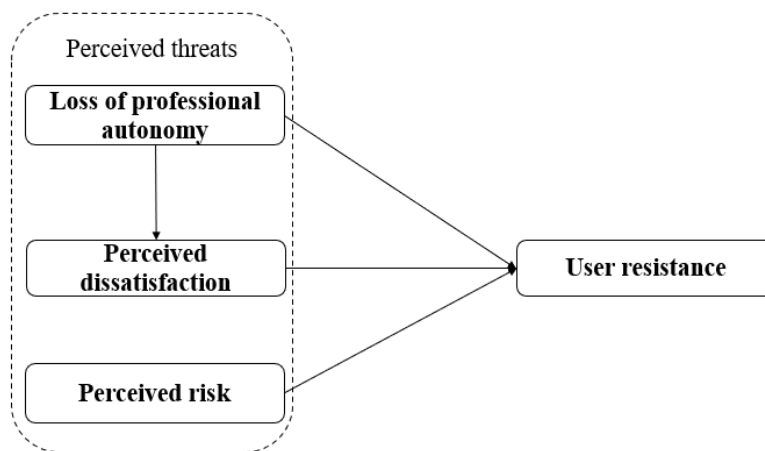 Perceived threats
Loss of professional
autonomy
Perceived
dissatisfaction
User resistance
Perceived risk